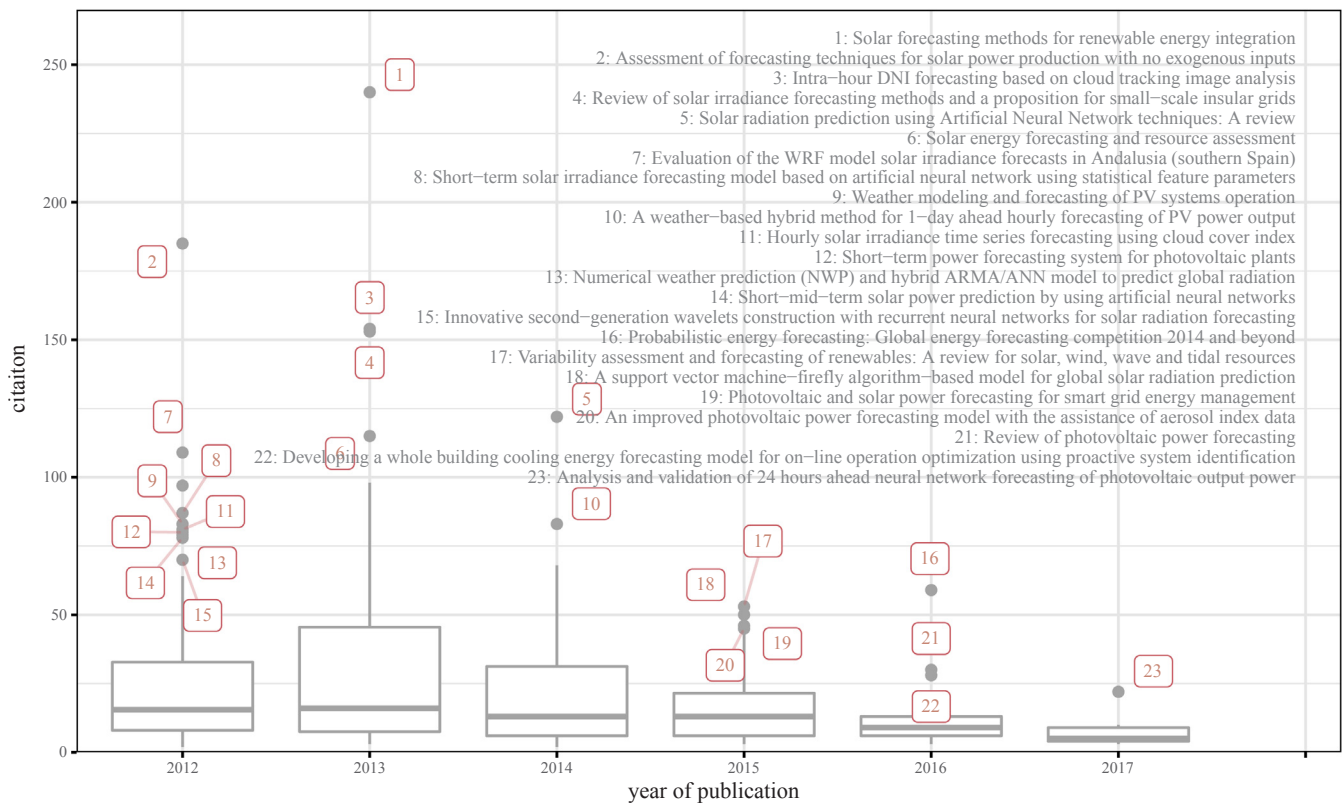 1: Solar forecasting methods for renewable energy integration
2: Assessment of forecasting techniques for solar power production with no exogenous inputs
3: Intra−hour DNI forecasting based on cloud tracking image analysis
4: Review of solar irradiance forecasting methods and a proposition for small−scale insular grids
5: Solar radiation prediction using Artificial Neural Network techniques: A review
6: Solar energy forecasting and resource assessment
7: Evaluation of the WRF model solar irradiance forecasts in Andalusia (southern Spain)
8: Short−term solar irradiance forecasting model based on artificial neural network using statistical feature parameters
9: Weather modeling and forecasting of PV systems operation
10: A weather−based hybrid method for 1−day ahead hourly forecasting of PV power output
11: Hourly solar irradiance time series forecasting using cloud cover index
12: Short−term power forecasting system for photovoltaic plants
13: Numerical weather prediction (NWP) and hybrid ARMA/ANN model to predict global radiation
14: Short−mid−term solar power prediction by using artificial neural networks
15: Innovative second−generation wavelets construction with recurrent neural networks for solar radiation forecasting
16: Probabilistic energy forecasting: Global energy forecasting competition 2014 and beyond
17: Variability assessment and forecasting of renewables: A review for solar, wind, wave and tidal resources
18: A support vector machine−firefly algorithm−based model for global solar radiation prediction
19: Photovoltaic and solar power forecasting for smart grid energy management
20: An improved photovoltaic power forecasting model with the assistance of aerosol index data
21: Review of photovoltaic power forecasting
22: Developing a whole building cooling energy forecasting model for on−line operation optimization using proactive system identification
23: Analysis and validation of 24 hours ahead neural network forecasting of photovoltaic output power
250
200
150
100
50
0
citaiton
1
2
3
4
5
6
7
8
9
10
11
12
13
14
15
16
17
18
19
20
21
22
23
2012
2013
2014
2015
2016
2017
year of publication